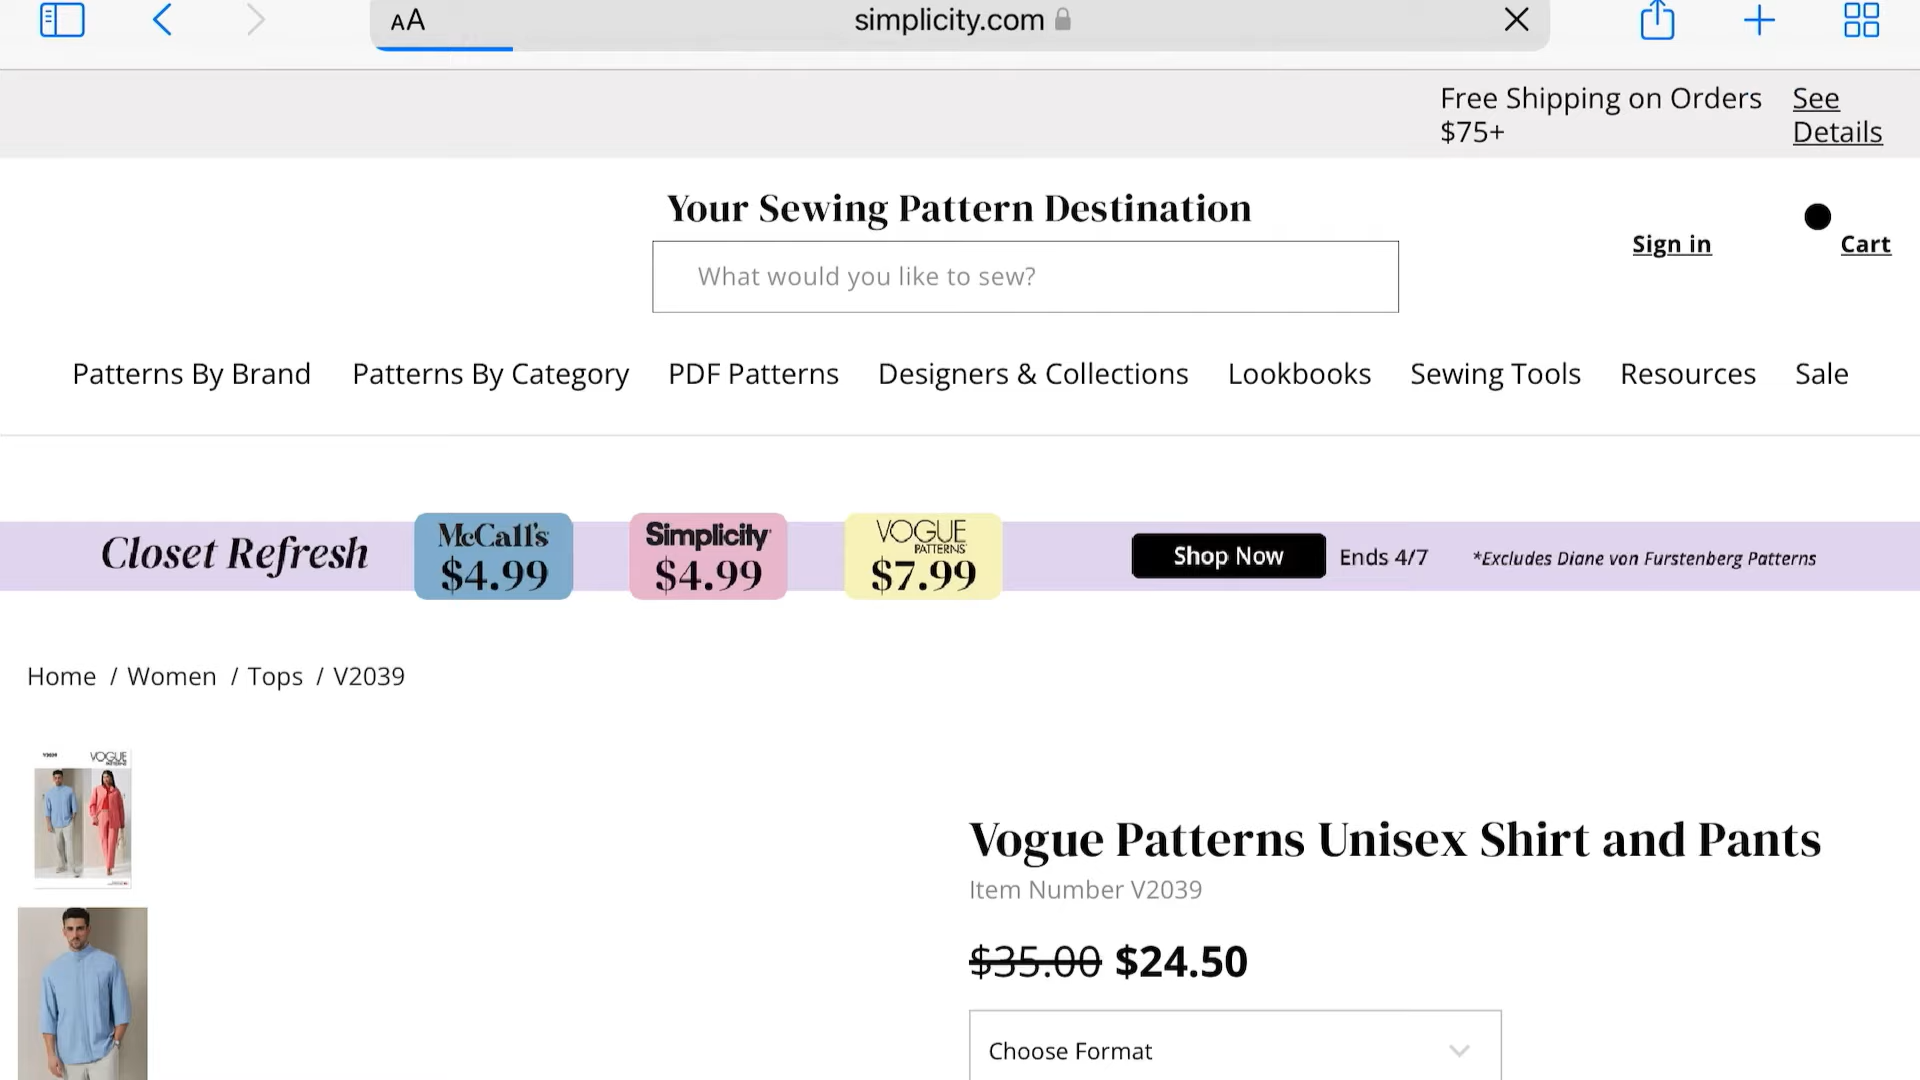 AA
simplicity.com
Free Shipping on Orders
$75+
See
Details
Your Sewing Pattern Destination
Sign in
Cart
What would you like to sew?
Patterns By Brand
Patterns By Category
PDF Patterns
Designers & Collections
Lookbooks
Sewing Tools
Resources
Sale
Closet Refresh
McCall's
$4.99
Simplicity
$4.99
VOGUE
PATTERNS
$7.99
Shop Now
Ends 4/7
*Excludes Diane von Furstenberg Patterns
Home / Women / Tops / V2039
V2039
VOGUE
PATTERNS
Vogue Patterns Unisex Shirt and Pants
Item Number V2039
$35.00 $24.50
Choose Format